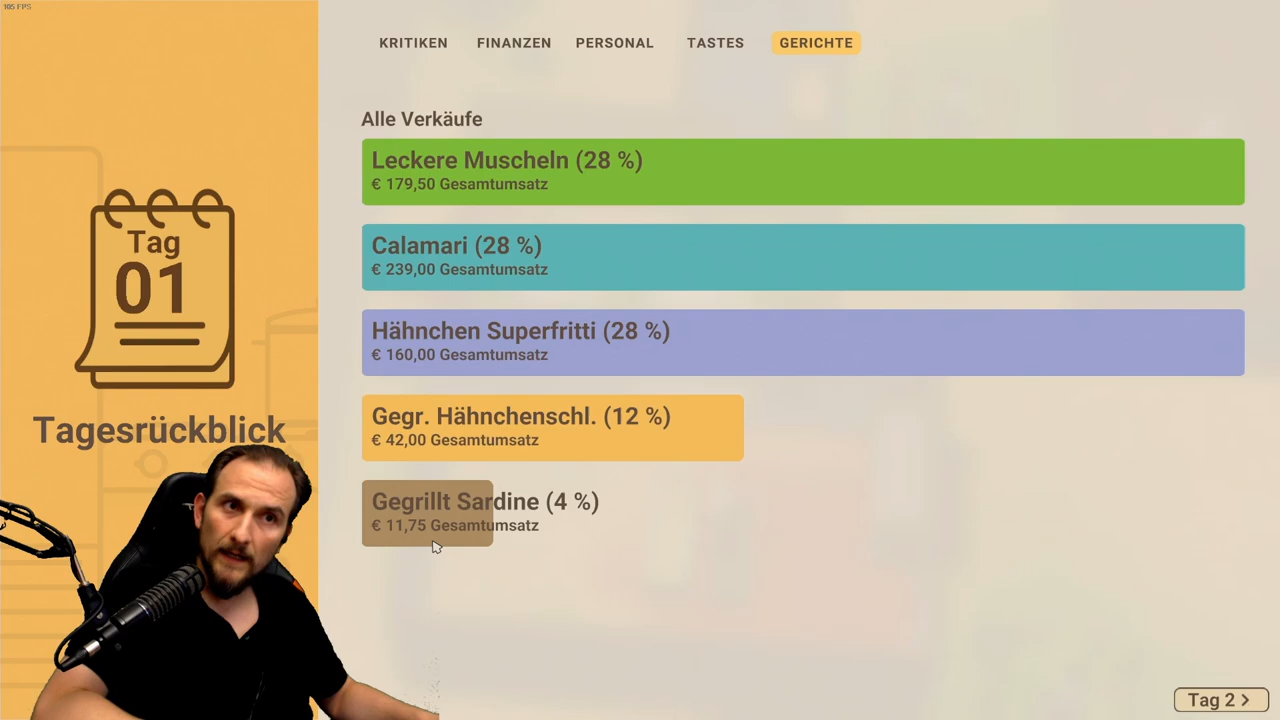 105 FPS
KRITIKEN FINANZEN PERSONAL TASTES GERICHTE
Alle Verkäufe
Leckere Muscheln (28 %)
€ 179,50 Gesamtumsatz
Calamari (28 %)
€ 239,00 Gesamtumsatz
Hähnchen Superfritti (28 %)
€ 160,00 Gesamtumsatz
Gegr. Hähnchenschl. (12 %)
€ 42,00 Gesamtumsatz
Gegrillt Sardine (4 %)
€ 11,75 Gesamtumsatz
Tag
01
Tagesrückblick
Tag 2 >